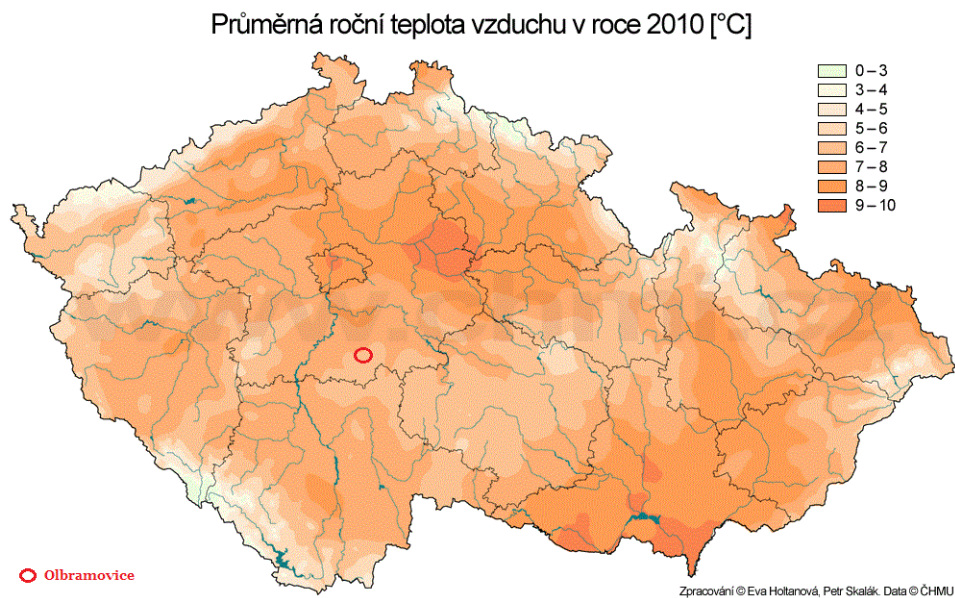 Průměrná roční teplota vzduchu v roce 2010 [°C]
0 – 3
3 – 4
4 – 5
5 – 6
6 – 7
7 – 8
8 – 9
9 – 10
Olbramovice
Zpracování © Eva Holtanová, Petr Skalák. Data © ČHMU